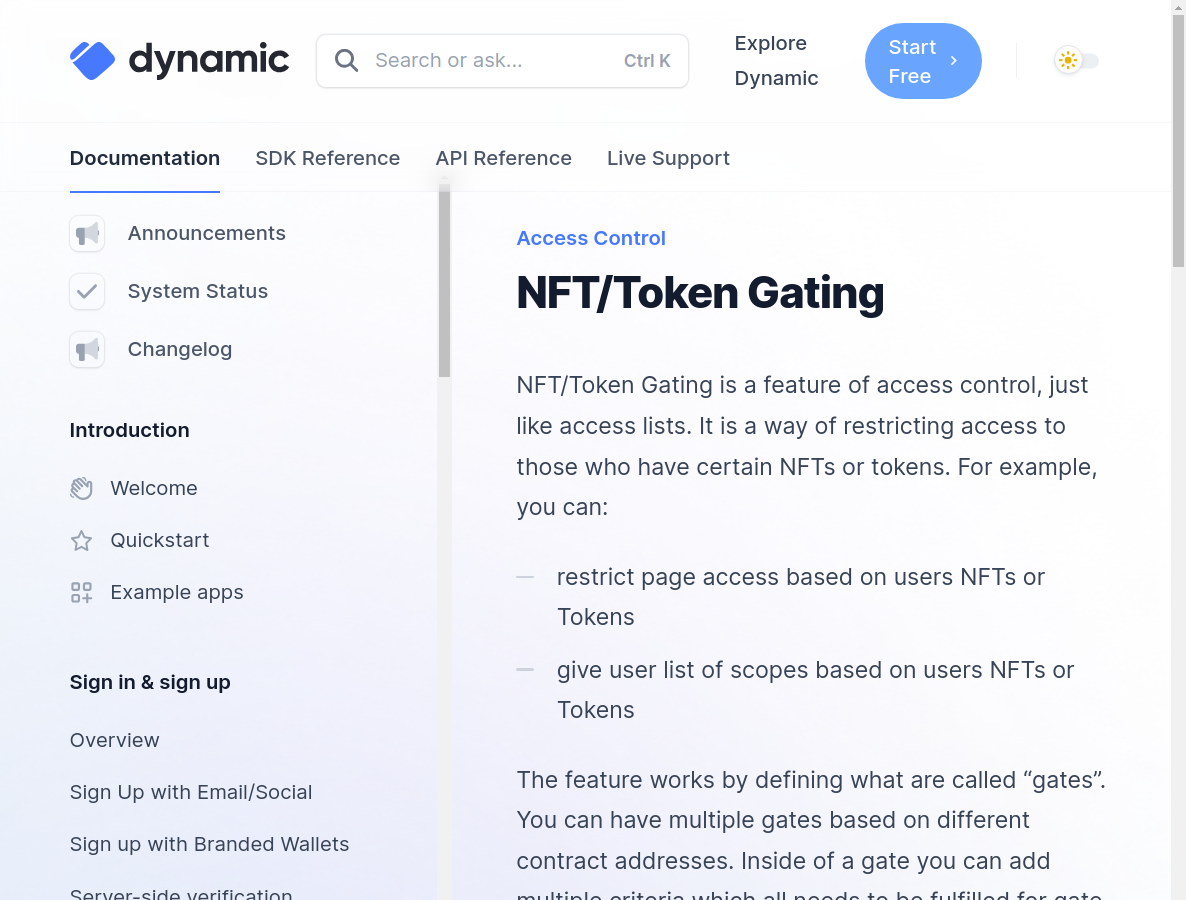 dynamic
Search or ask...
Ctrl K
Explore
Dynamic
Start
Free
Documentation
SDK Reference
API Reference
Live Support
Announcements
System Status
Changelog
Introduction
Welcome
Quickstart
Example apps
Sign in & sign up
Overview
Sign Up with Email/Social
Sign up with Branded Wallets
Server-side verification
Access Control
NFT/Token Gating
NFT/Token Gating is a feature of access control, just
like access lists. It is a way of restricting access to
those who have certain NFTs or tokens. For example,
you can:
restrict page access based on users NFTs or
Tokens
give user list of scopes based on users NFTs or
Tokens
The feature works by defining what are called “gates”.
You can have multiple gates based on different
contract addresses. Inside of a gate you can add
multiple criteria which all needs to be fulfilled for gate